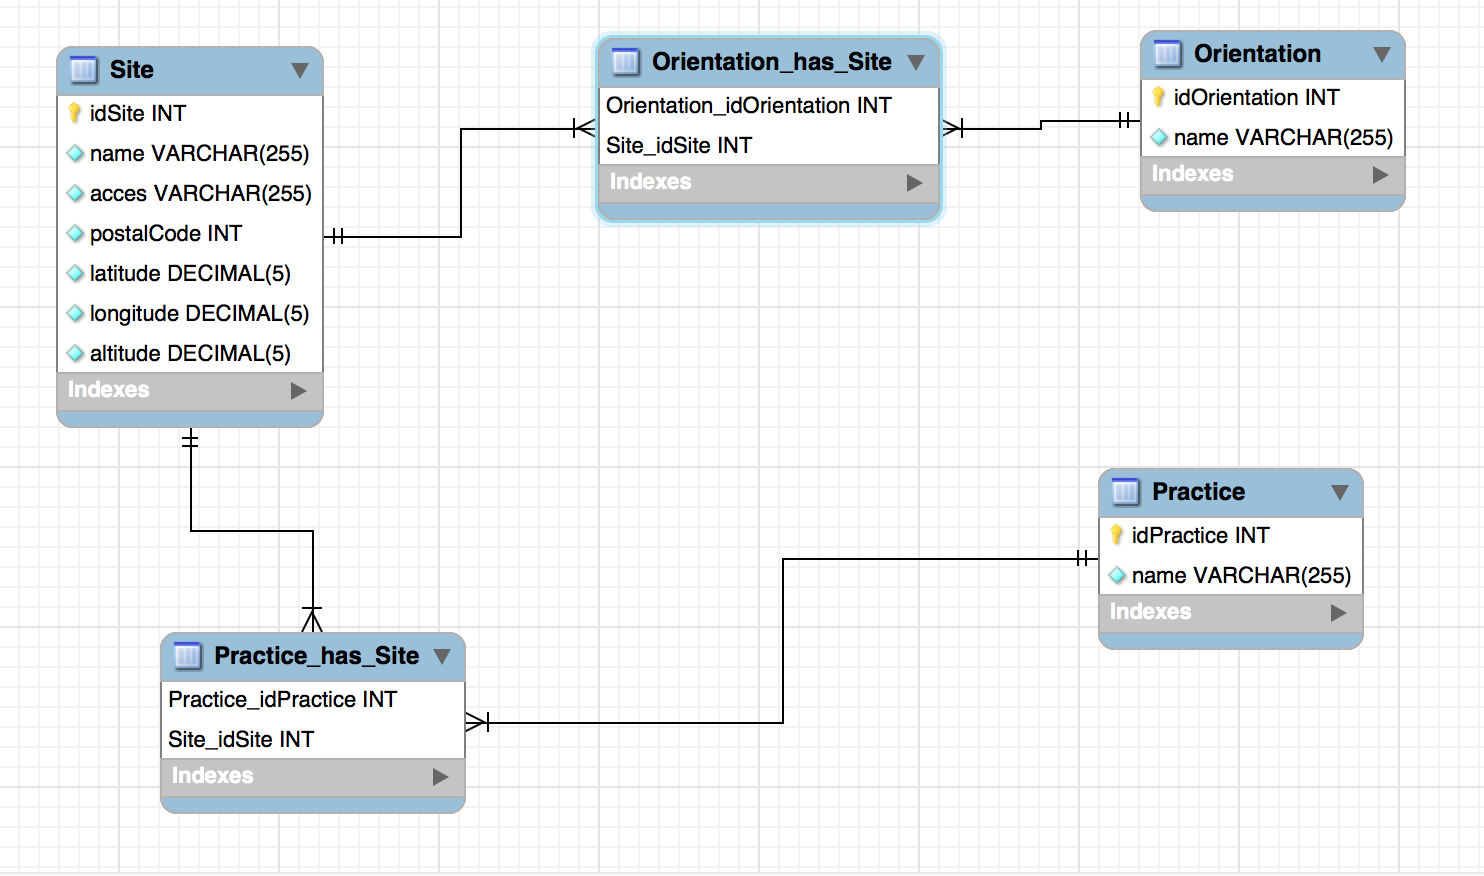 Site
idSite INT
name VARCHAR(255)
acces VARCHAR(255)
postalCode INT
latitude DECIMAL(5)
longitude DECIMAL(5)
altitude DECIMAL(5)
Indexes
Orientation_has_Site
Orientation_idOrientation INT
Site_idSite INT
Indexes
Orientation
idOrientation INT
name VARCHAR(255)
Indexes
Practice
idPractice INT
name VARCHAR(255)
Indexes
Practice_has_Site
Practice_idPractice INT
Site_idSite INT
Indexes